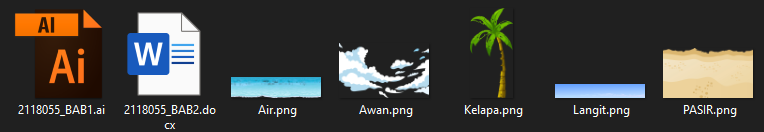 AI
Ai
W
2118055_BAB1.ai
2118055_BAB2.do
cx
Air.png
Awan.png
Kelapa.png
Langit.png
PASIR.png